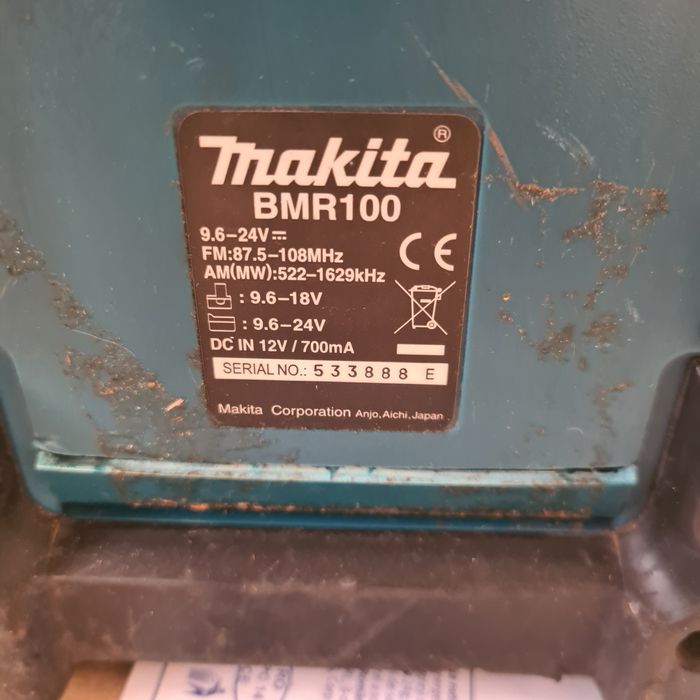 makita®
BMR100
9.6–24V⎓
FM:87.5–108MHz
AM(MW):522–1629kHz
CE
: 9.6–18V
: 9.6–24V
DC IN 12V / 700mA
SERIAL NO.: 533888 E
Makita Corporation Anjo,Aichi,Japan